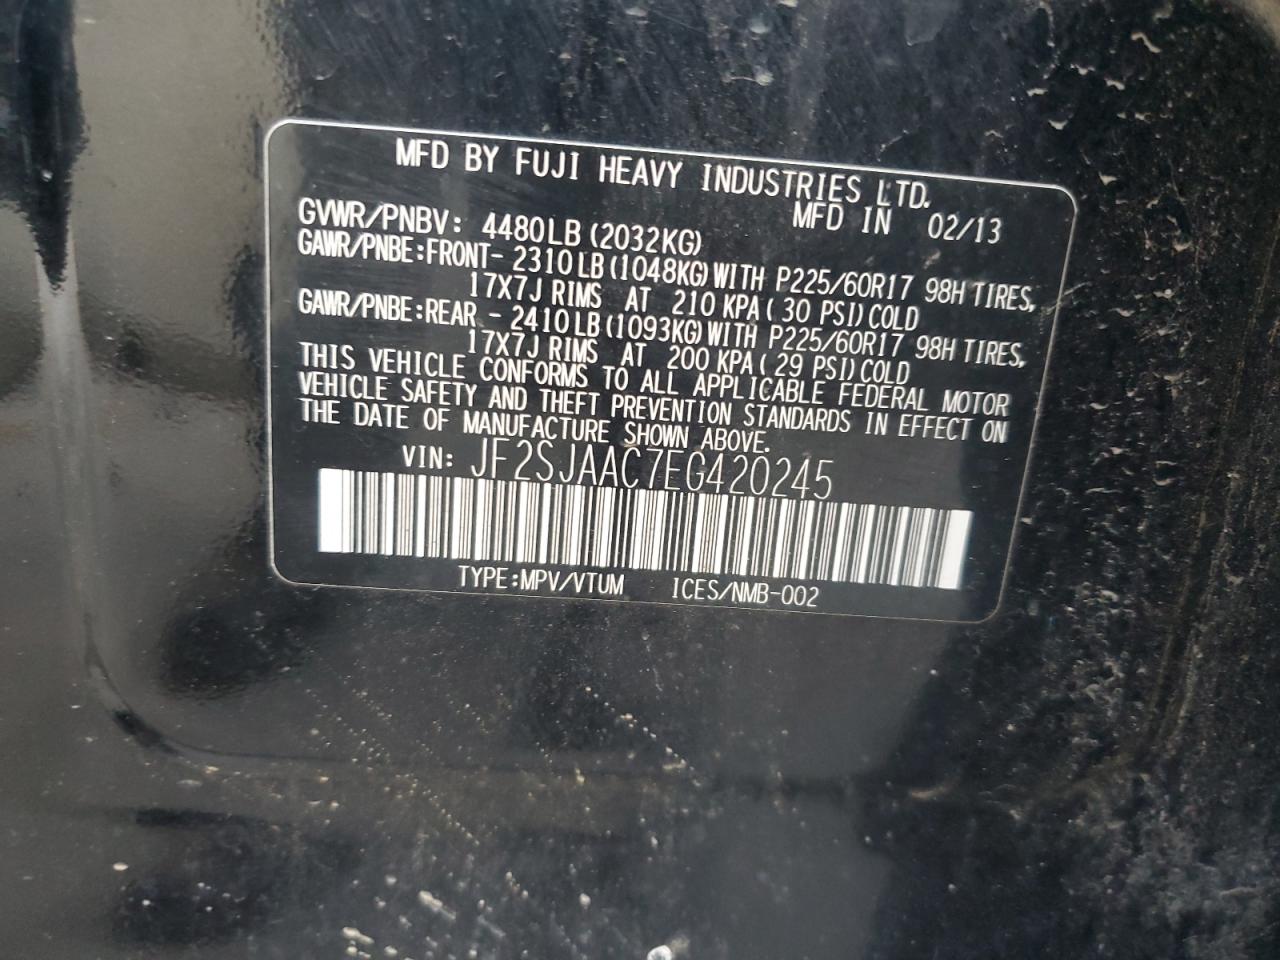 MFD BY FUJI HEAVY INDUSTRIES LTD.
MFD IN 02/13
GVWR/PNBV: 4480LB (2032KG)
GAWR/PNBE:FRONT- 2310LB (1048KG) WITH P225/60R17 98H TIRES,
17X7J RIMS AT 210 KPA ( 30 PSI) COLD
GAWR/PNBE:REAR - 2410LB (1093KG) WITH P225/60R17 98H TIRES,
17X7J RIMS AT 200 KPA ( 29 PSI) COLD
THIS VEHICLE CONFORMS TO ALL APPLICABLE FEDERAL MOTOR
VEHICLE SAFETY AND THEFT PREVENTION STANDARDS IN EFFECT ON
THE DATE OF MANUFACTURE SHOWN ABOVE.
VIN: JF2SJAAC7EG420245
TYPE:MPV/VTUM ICES/NMB-002